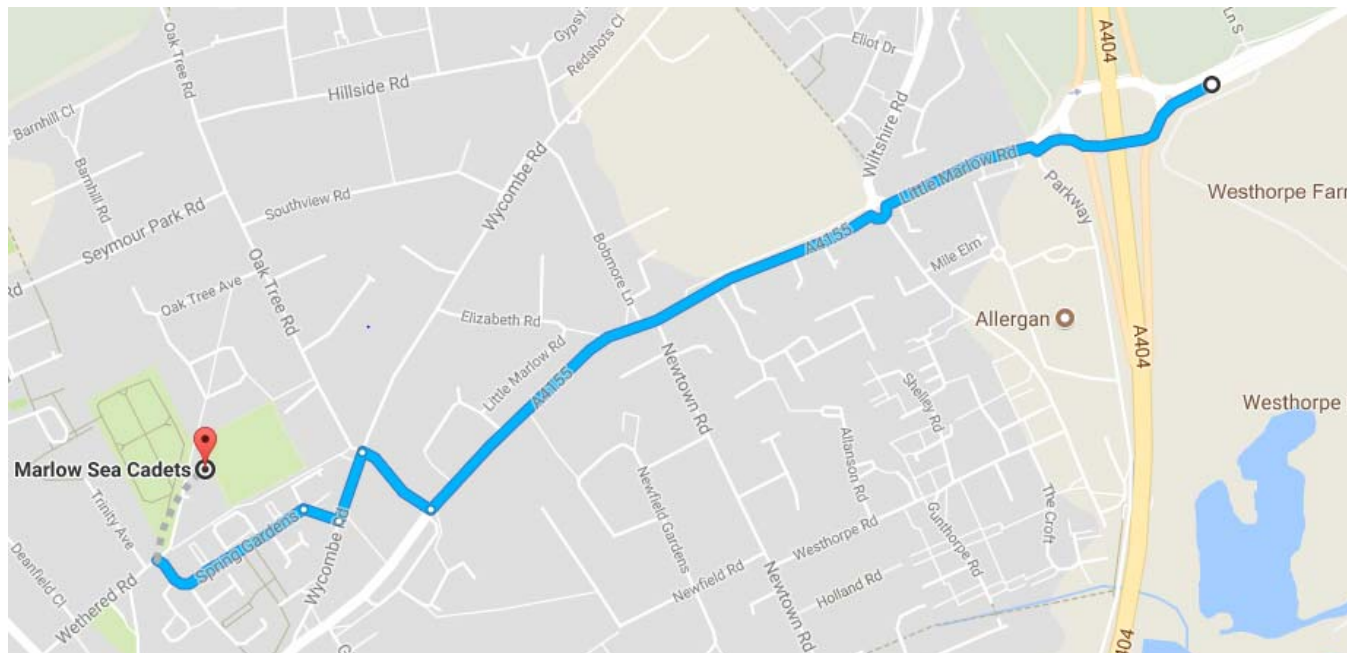 Ln S
A404
Gypsy
Redshots Cl
Eliot Dr
Oak Tree Rd
Hillside Rd
Barnhill Cl
Wycombe Rd
Wiltshire Rd
Barnhill Rd
Little Marlow Rd
Parkway
Westhorpe Farr
Southview Rd
Seymour Park Rd
Bobmore Ln
A4155
Mile Elm
Oak Tree Ave
Rd
Oak Tree Rd
Elizabeth Rd
Allergan
A404
Little Marlow Rd
A4155
Newtown Rd
Shelley Rd
Westhorpe
Marlow Sea Cadets
Allanson Rd
Trinity Ave
Newfield Gardens
Gunthorpe Rd
The Croft
Spring Gardens
Wycombe Rd
Westhorpe Rd
Deanfield Cl
Wethered Rd
Newfield Rd
Newtown Rd
Holland Rd
G
404